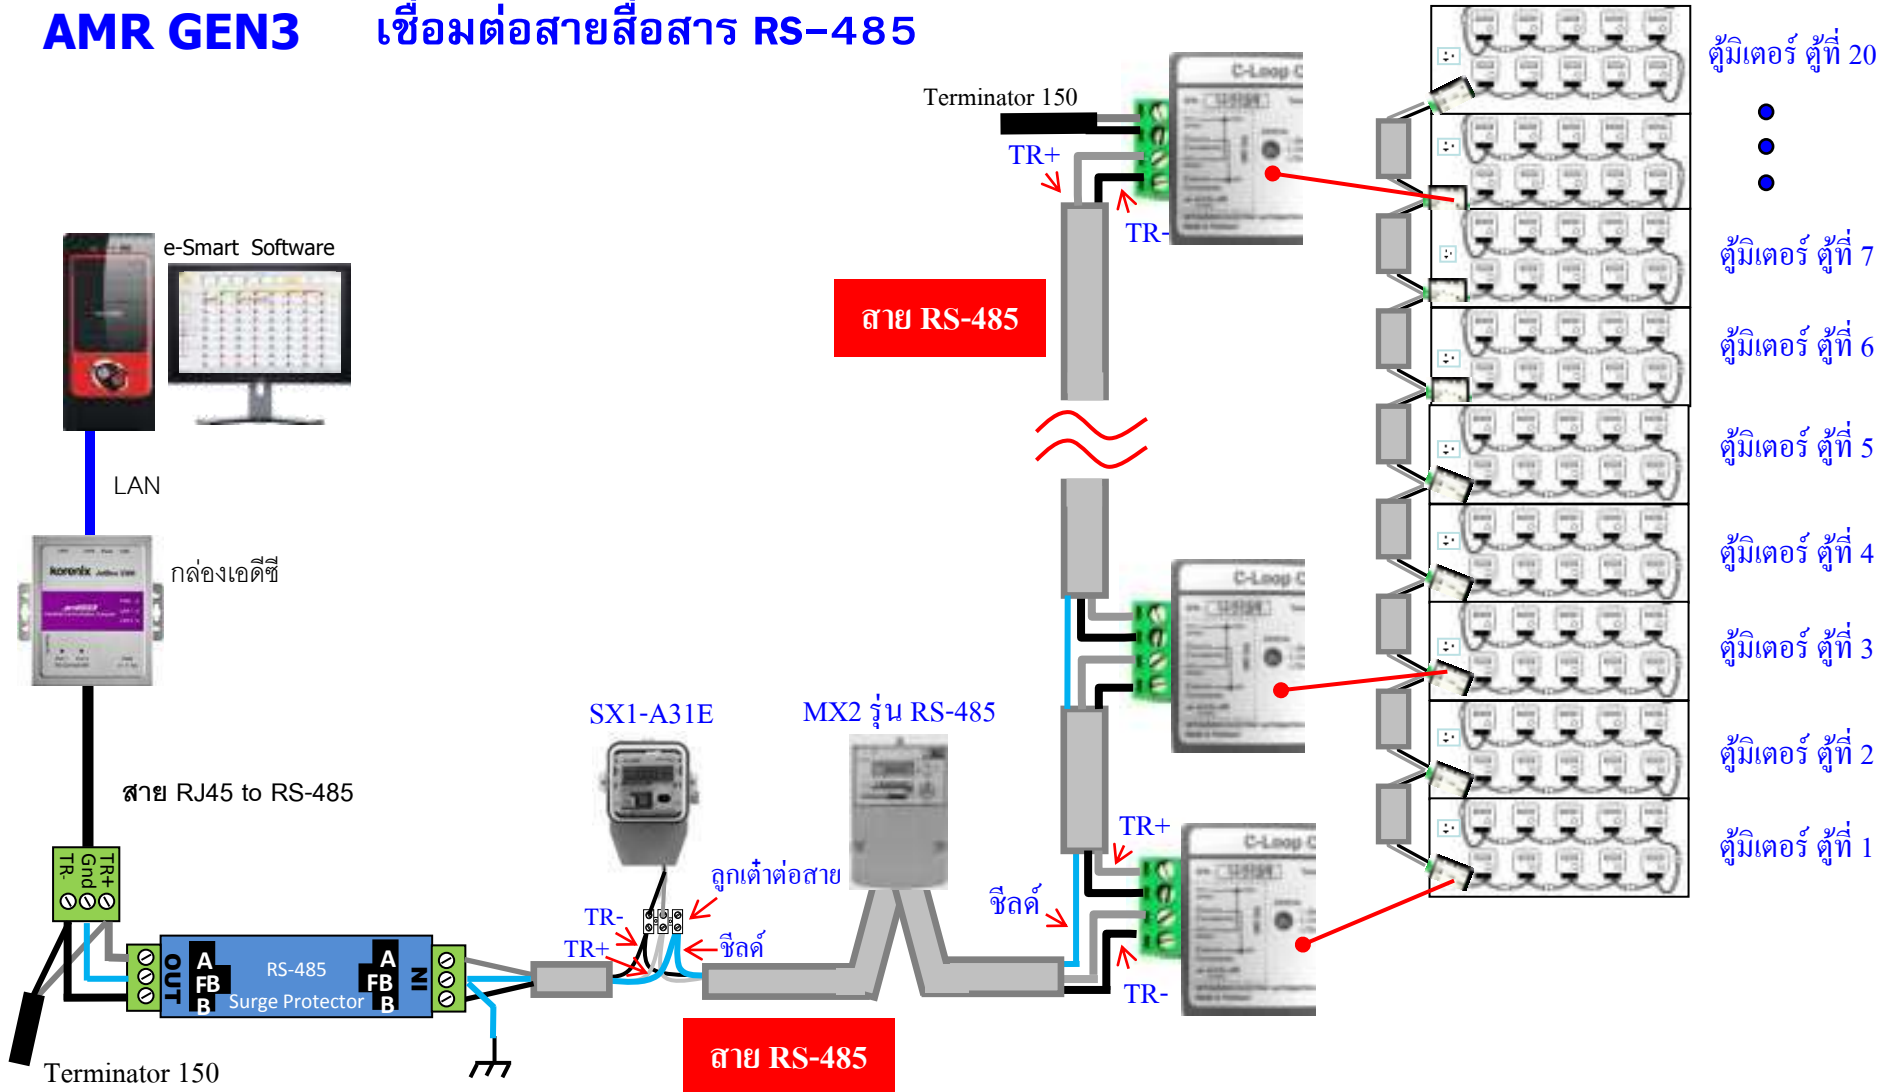 AMR GEN3
เชื่อมต่อสายสื่อสาร RS-485
ตู้มิเตอร์ ตู้ที่ 20
C-Loop C
Terminator 150
TR+
TR-
e-Smart Software
สาย RS-485
ตู้มิเตอร์ ตู้ที่ 7
ตู้มิเตอร์ ตู้ที่ 6
ตู้มิเตอร์ ตู้ที่ 5
LAN
กล่องเอดีซี
korenix JetBox
C-Loop C
ตู้มิเตอร์ ตู้ที่ 4
ตู้มิเตอร์ ตู้ที่ 3
SX1-A31E
MX2 รุ่น RS-485
ตู้มิเตอร์ ตู้ที่ 2
สาย RJ45 to RS-485
TR+
C-Loop C
ตู้มิเตอร์ ตู้ที่ 1
TR-
Gnd
TR+
ลูกเต๋าต่อสาย
ชีลด์
TR-
TR+
ชีลด์
TR-
OUT
A
FB
B
RS-485
Surge Protector
A
FB
B
IN
สาย RS-485
Terminator 150